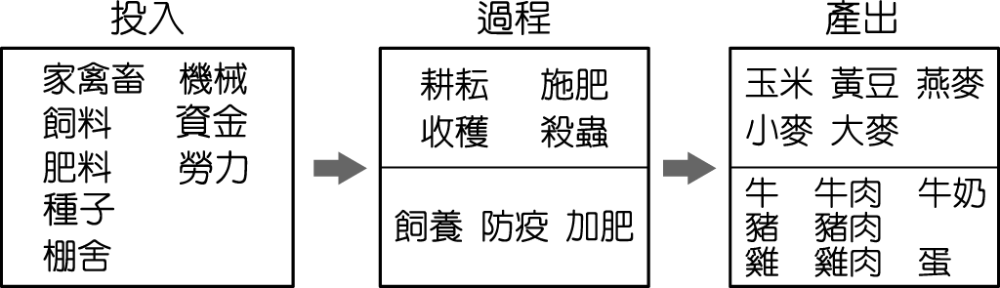 投入
家禽畜 機械
飼料 資金
肥料 勞力
種子
棚舍
過程
耕耘 施肥
收穫 殺蟲
飼養 防疫 加肥
產出
玉米 黃豆 燕麥
小麥 大麥
牛 牛肉 牛奶
豬 豬肉
雞 雞肉 蛋